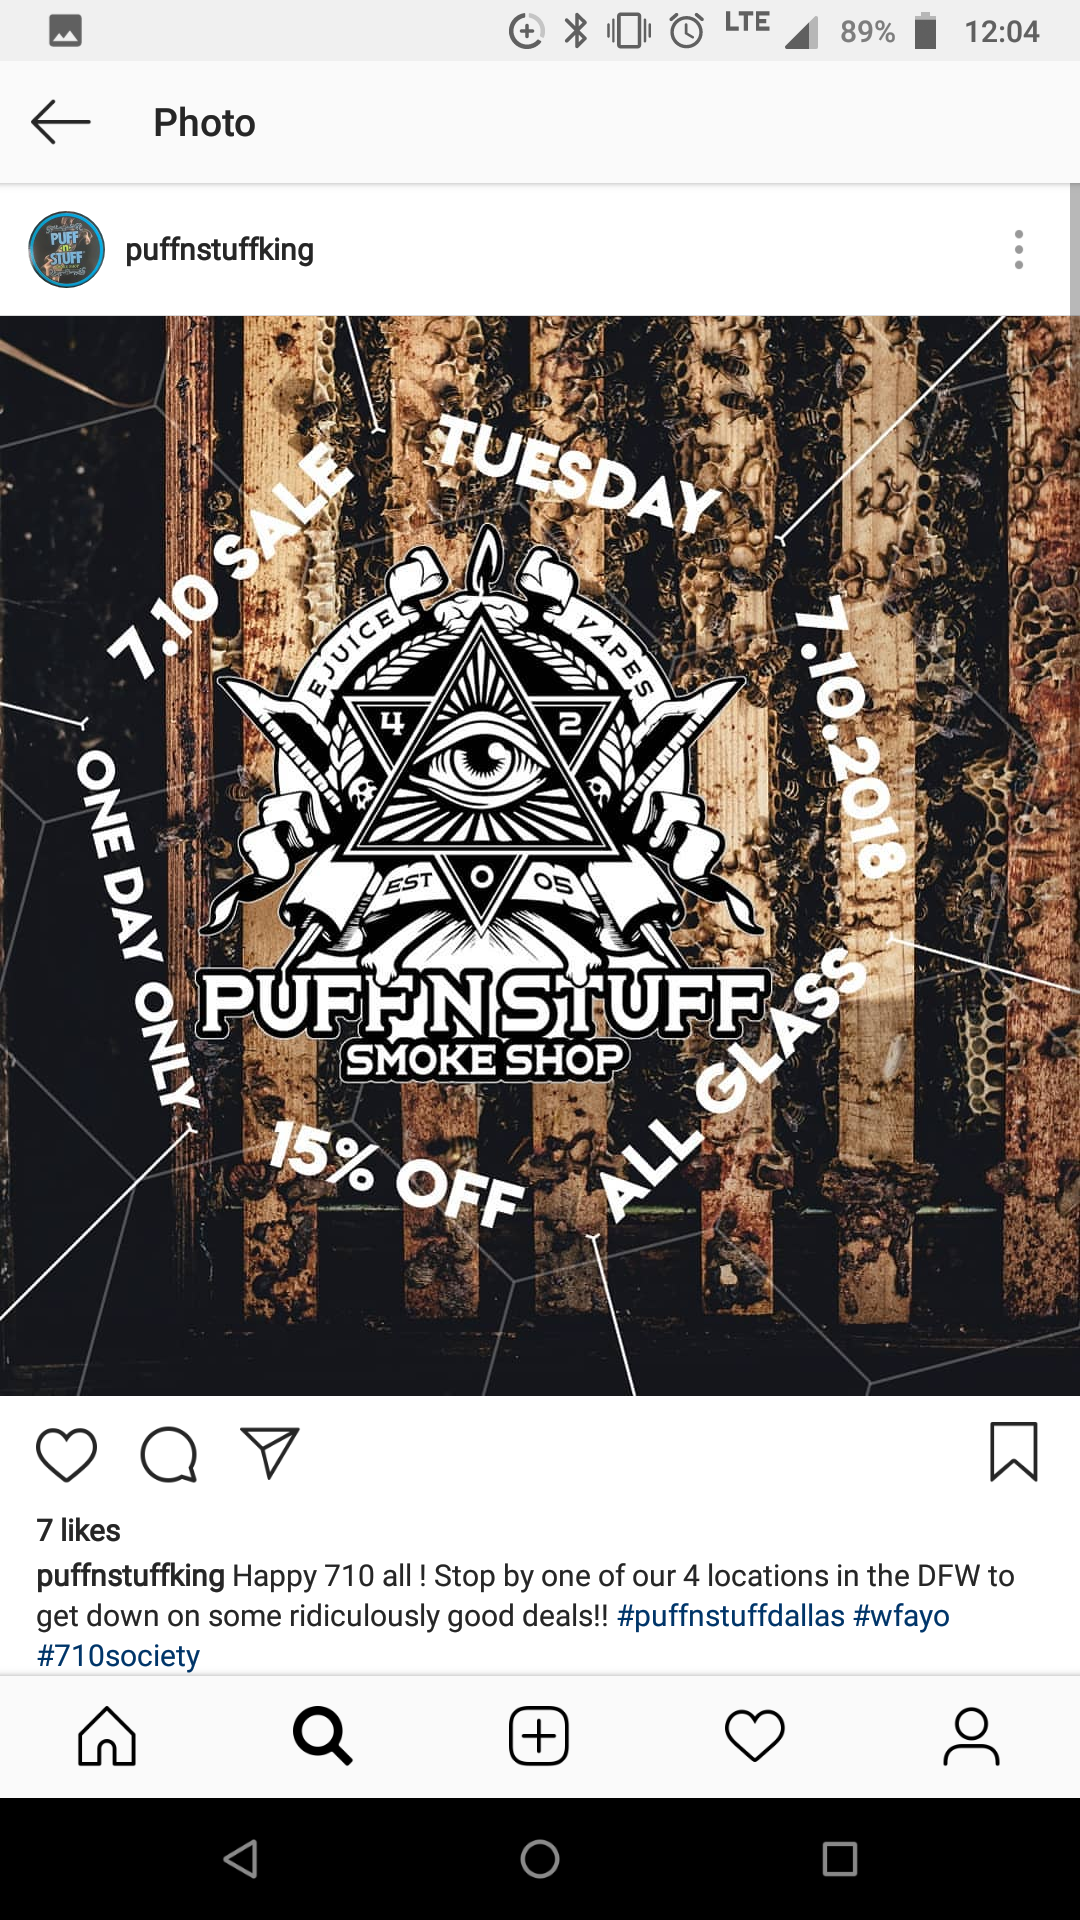 LTE 89% 12:04
Photo
PUFF
n
STUFF
puffnstuffking
7.10 SALE
TUESDAY
7.10.2018
ONE DAY ONLY
EJUICE
VAPES
4 2
EST O 05
PUFFNSTUFF
SMOKE SHOP
15% OFF
ALL GLASS
7 likes
puffnstuffking Happy 710 all ! Stop by one of our 4 locations in the DFW to
get down on some ridiculously good deals!! #puffnstuffdallas #wfayo
#710society